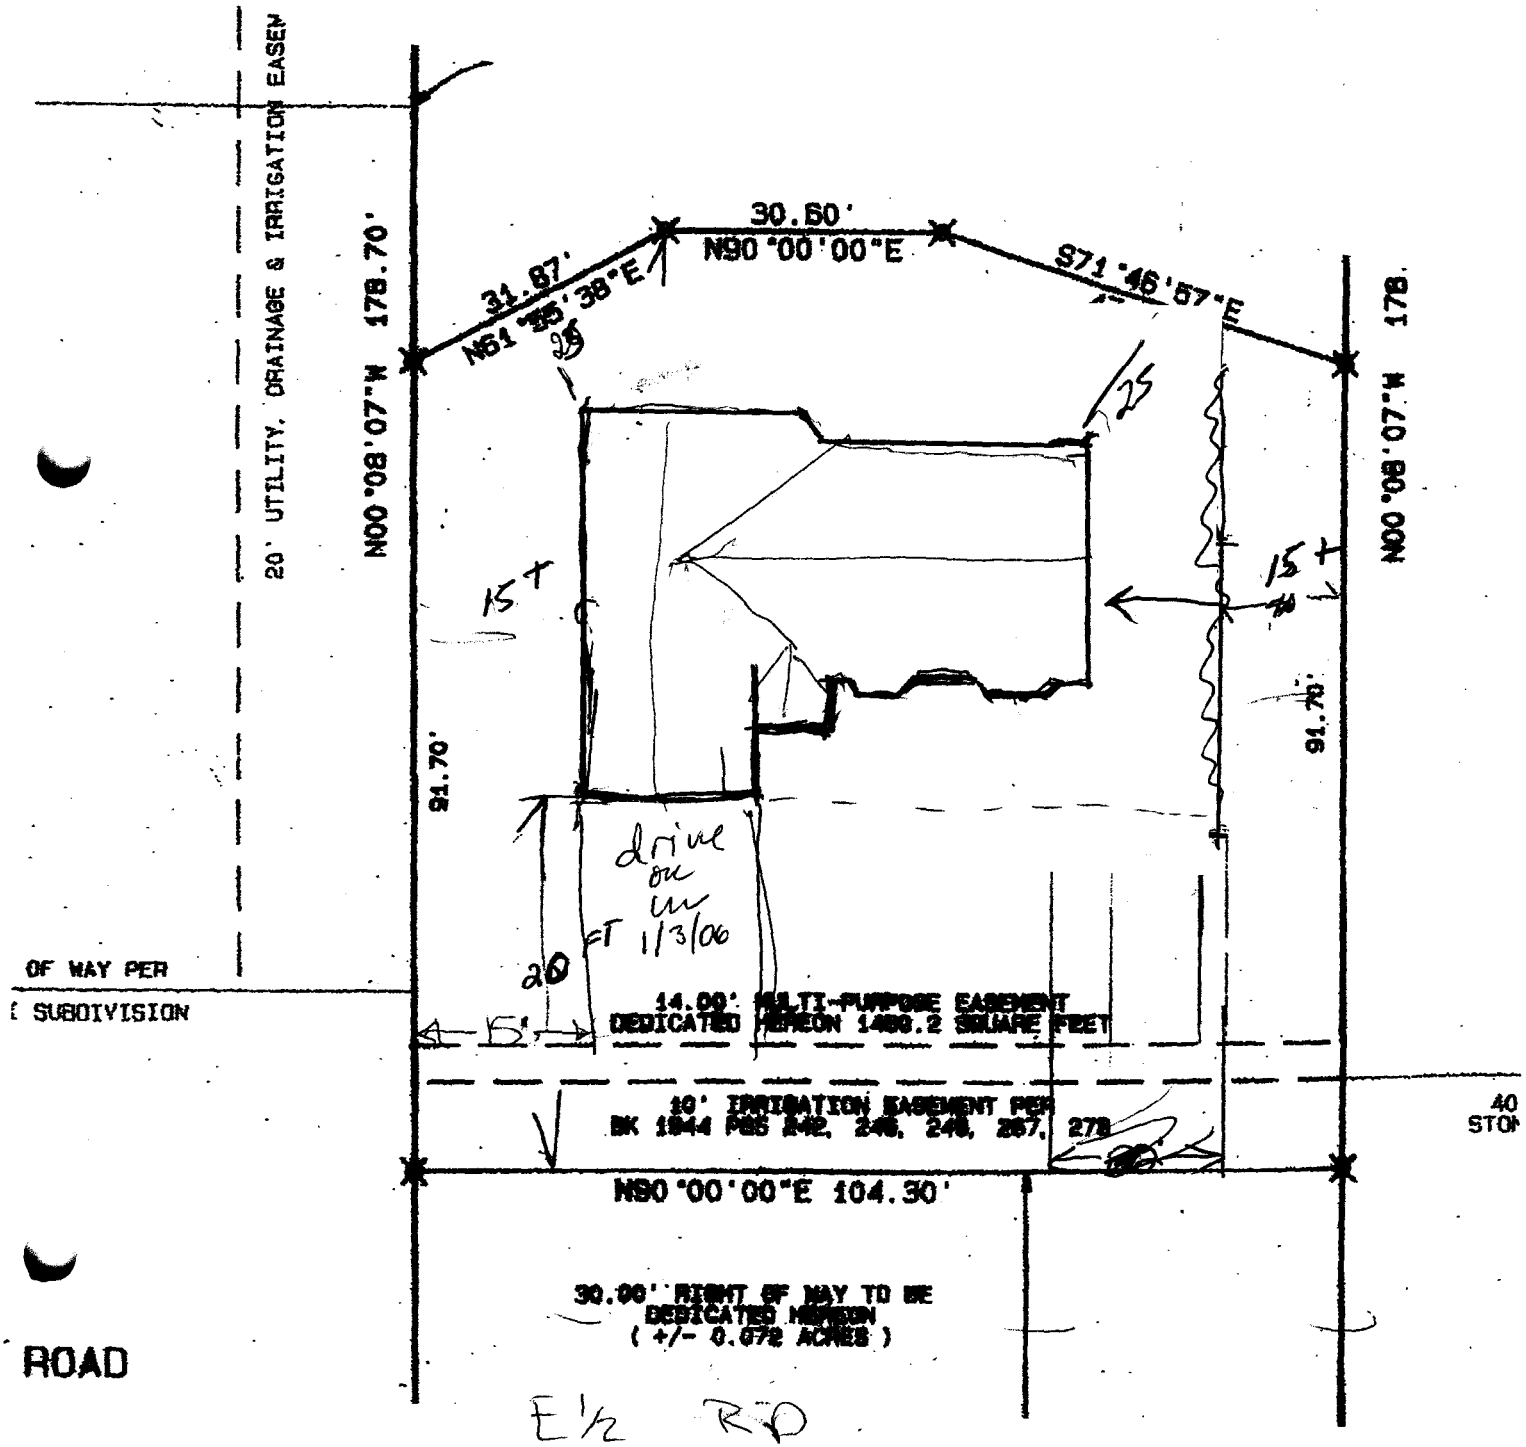 20' UTILITY, DRAINAGE & IRRIGATION EASEM
N00°08'07"W 178.70'
31.87'
N61°55'38"E
30.60'
N90°00'00"E
S71°46'57"E
N00°08'07"W 178.
25
25
15+
15+
91.70'
91.70'
drive
ok
1/3/06
20
15'
OF WAY PER
SUBDIVISION
14.00' MULTI-PURPOSE EASEMENT
DEDICATED HEREON 1460.2 SQUARE FEET
10' IRRIGATION EASEMENT PER
BK 1944 PGS 242, 245, 248, 267, 278
40
STON
N90°00'00"E 104.30'
30.00' RIGHT OF WAY TO BE
DEDICATED HEREON
( +/- 0.072 ACRES )
ROAD
E 1/2 RD